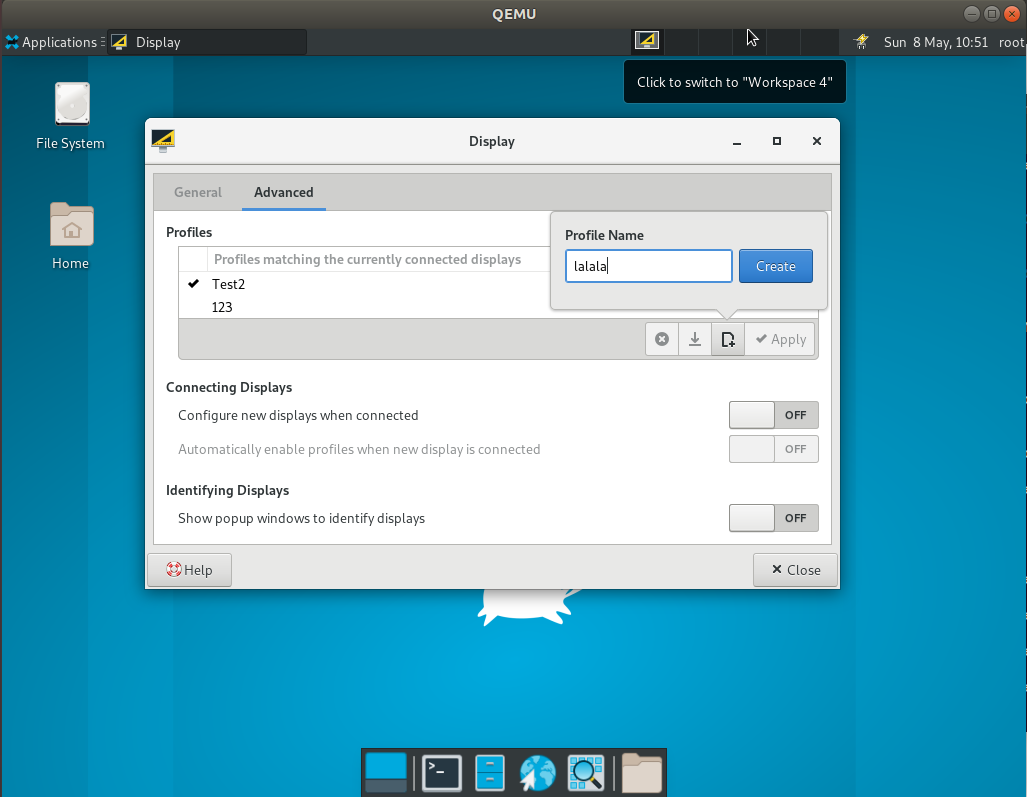 QEMU
Applications Display Sun 8 May, 10:51 root
Click to switch to "Workspace 4"
File System
Home
Display
General Advanced
Profiles
Profiles matching the currently connected displays
Test2
123
Profile Name
lalala Create
Apply
Connecting Displays
Configure new displays when connected OFF
Automatically enable profiles when new display is connected OFF
Identifying Displays
Show popup windows to identify displays OFF
Help Close